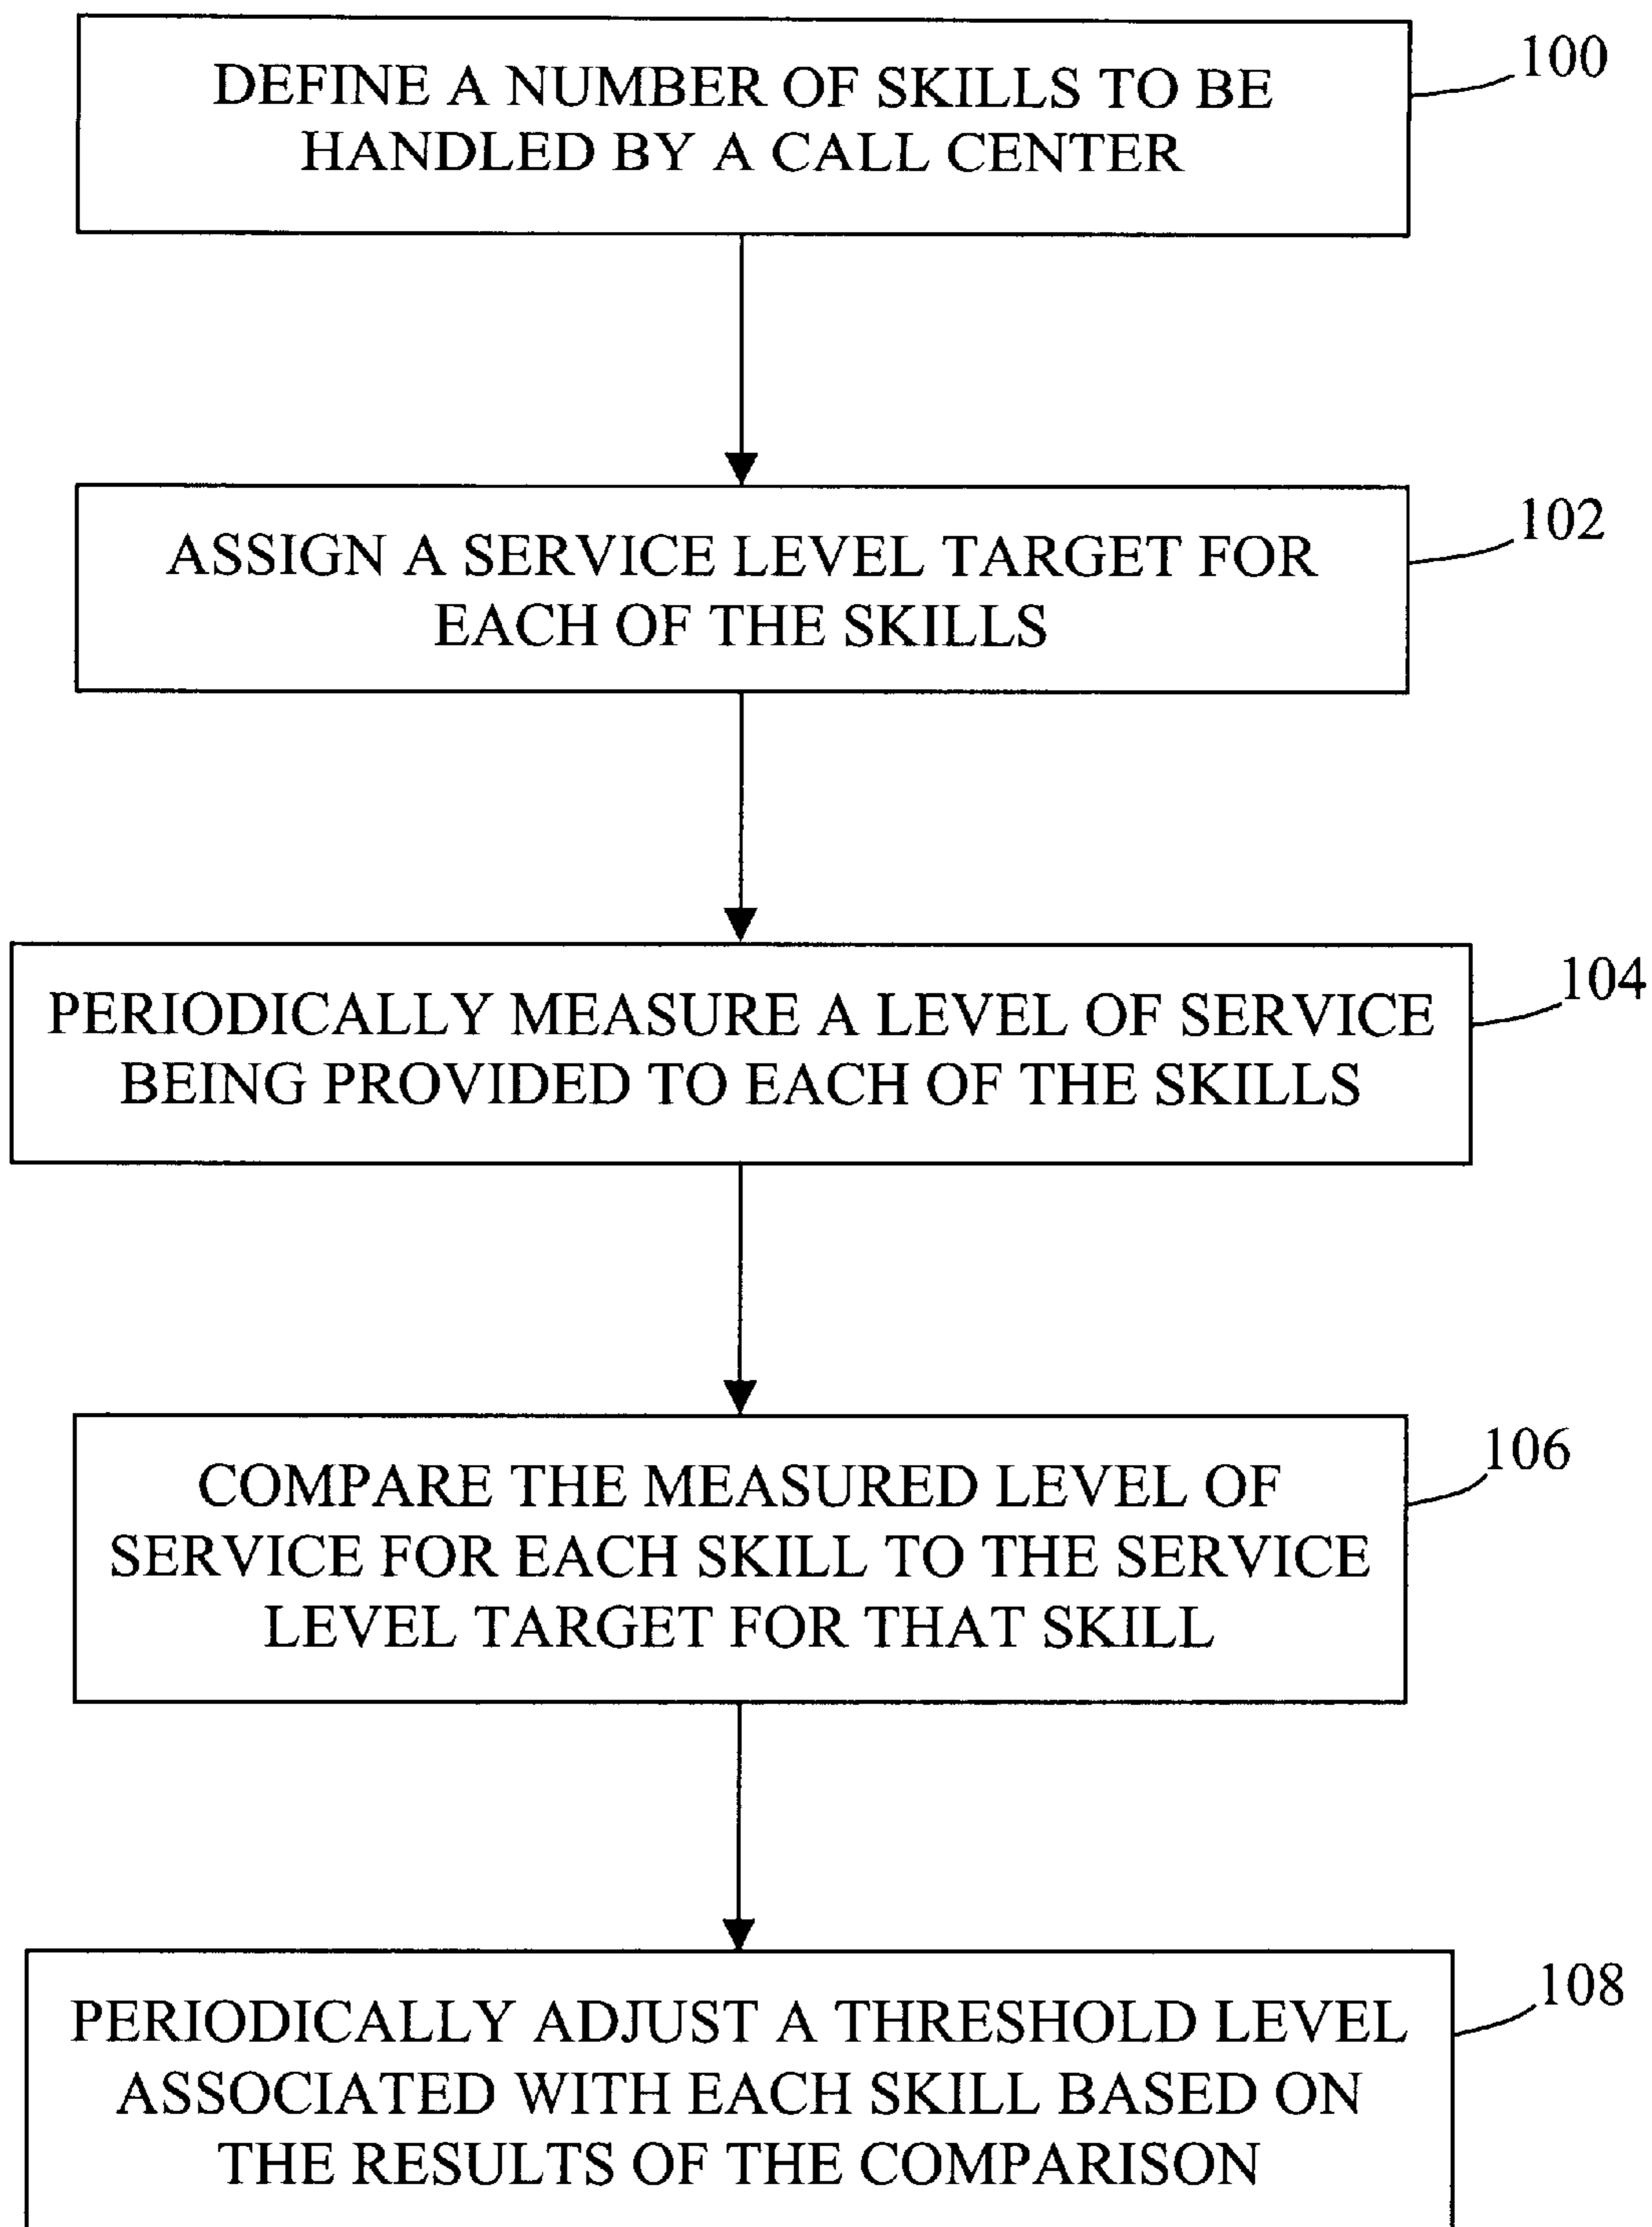 100
DEFINE A NUMBER OF SKILLS TO BE
HANDLED BY A CALL CENTER
102
ASSIGN A SERVICE LEVEL TARGET FOR
EACH OF THE SKILLS
104
PERIODICALLY MEASURE A LEVEL OF SERVICE
BEING PROVIDED TO EACH OF THE SKILLS
106
COMPARE THE MEASURED LEVEL OF
SERVICE FOR EACH SKILL TO THE SERVICE
LEVEL TARGET FOR THAT SKILL
108
PERIODICALLY ADJUST A THRESHOLD LEVEL
ASSOCIATED WITH EACH SKILL BASED ON
THE RESULTS OF THE COMPARISON